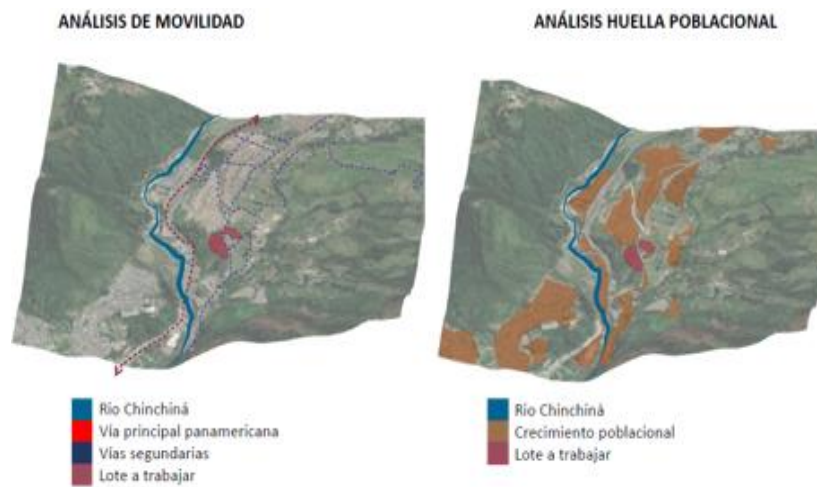 ANÁLISIS DE MOVILIDAD
Rio Chinchiná
Vía principal panamericana
Vías segundarias
Lote a trabajar
ANÁLISIS HUELLA POBLACIONAL
Rio Chinchiná
Crecimiento poblacional
Lote a trabajar